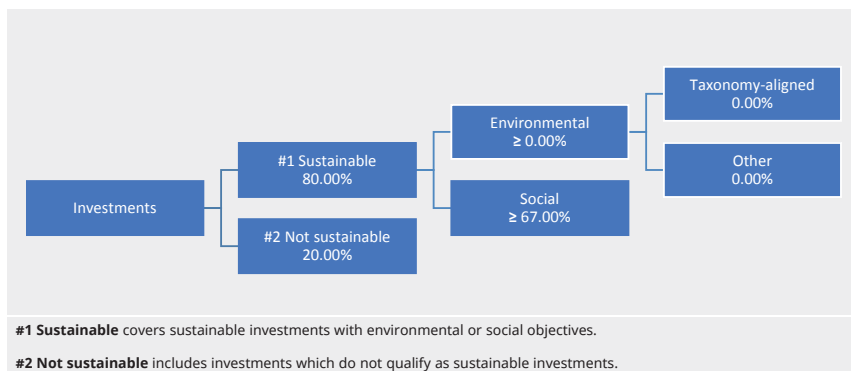 Investments
#1 Sustainable
80.00%
#2 Not sustainable
20.00%
Environmental
≥ 0.00%
Social
≥ 67.00%
Taxonomy-aligned
0.00%
Other
0.00%
#1 Sustainable covers sustainable investments with environmental or social objectives.
#2 Not sustainable includes investments which do not qualify as sustainable investments.